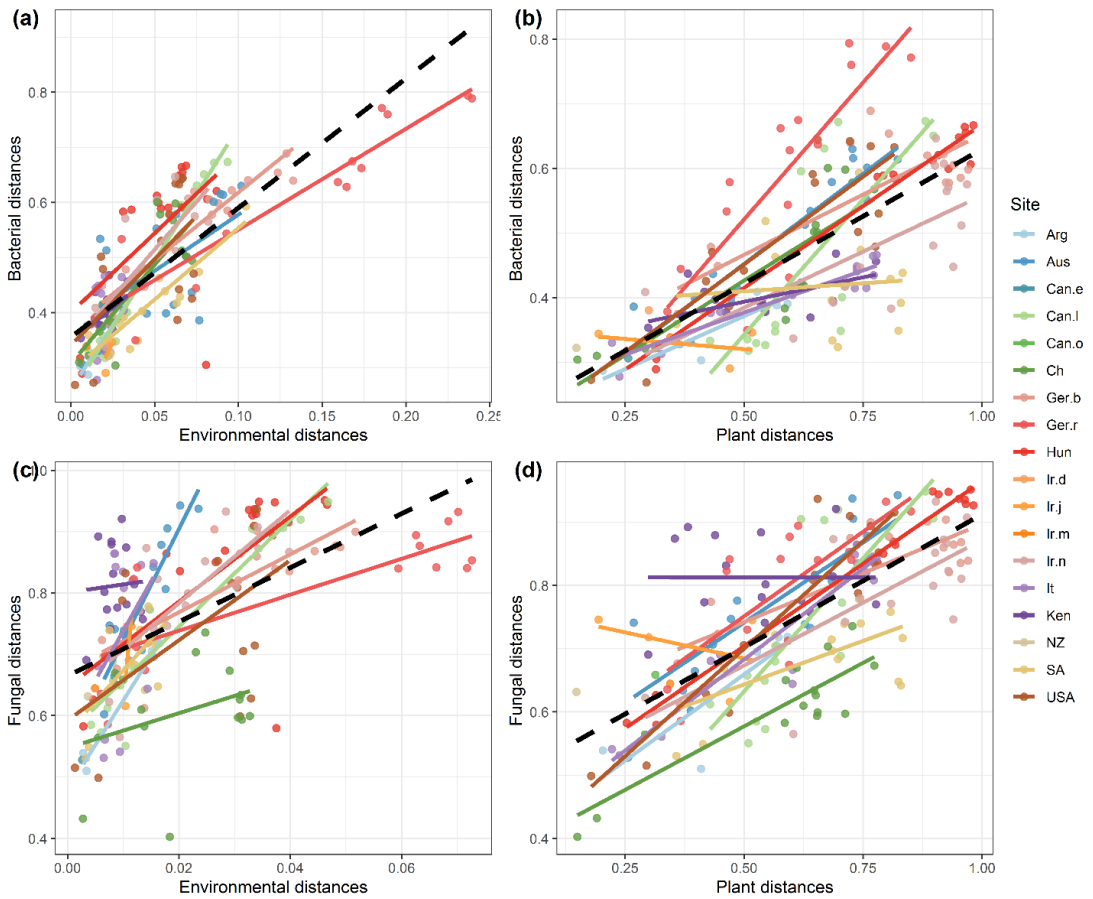 (a)
(b)
0.8
0.6
0.4
Bacterial distances
0.00
0.05
0.10
0.15
0.20
0.25
Environmental distances
0.8
0.6
0.4
Bacterial distances
0.25
0.50
0.75
1.00
Plant distances
(c)
(d)
0.8
0.6
0.4
Fungal distances
0.00
0.02
0.04
0.06
Environmental distances
1.0
0.8
0.6
0.4
Fungal distances
0.25
0.50
0.75
1.00
Plant distances
Site
Arg
Aus
Can.e
Can.l
Can.o
Ch
Ger.b
Ger.r
Hun
Ir.d
Ir.j
Ir.m
Ir.n
It
Ken
NZ
SA
USA